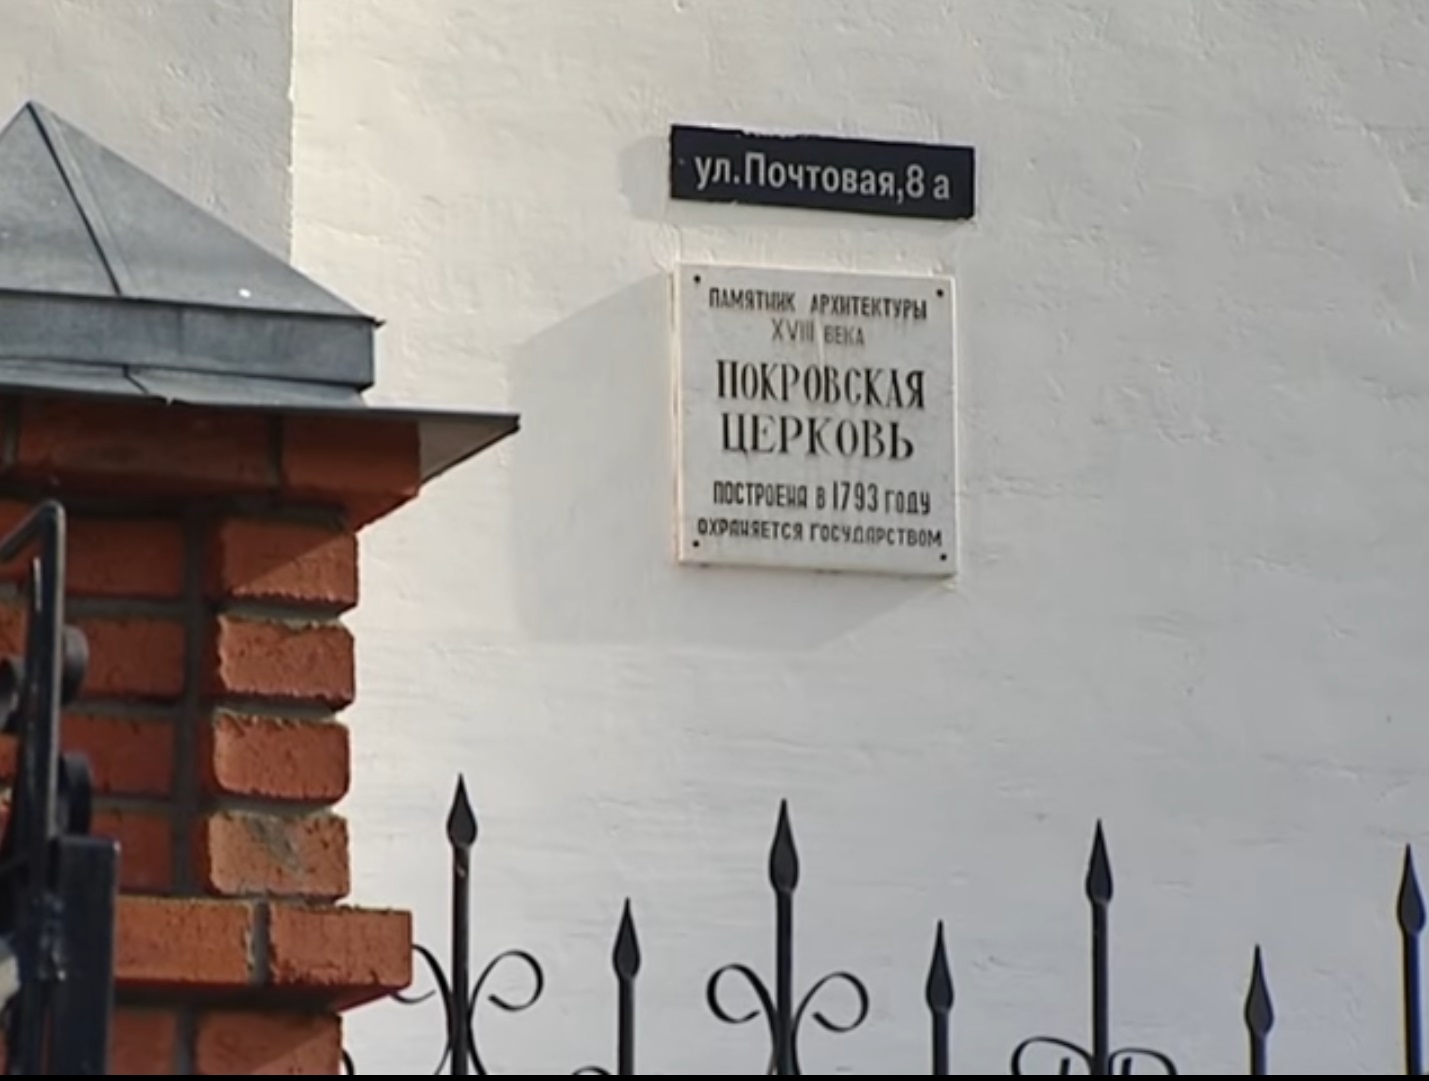 ул.Почтовая,8 а
ПАМЯТНИК АРХИТЕКТУРЫ
XVIII ВЕКА
ПОКРОВСКАЯ
ЦЕРКОВЬ
ПОСТРОЕНА В 1793 ГОДУ
ОХРАНЯЕТСЯ ГОСУДАРСТВОМ